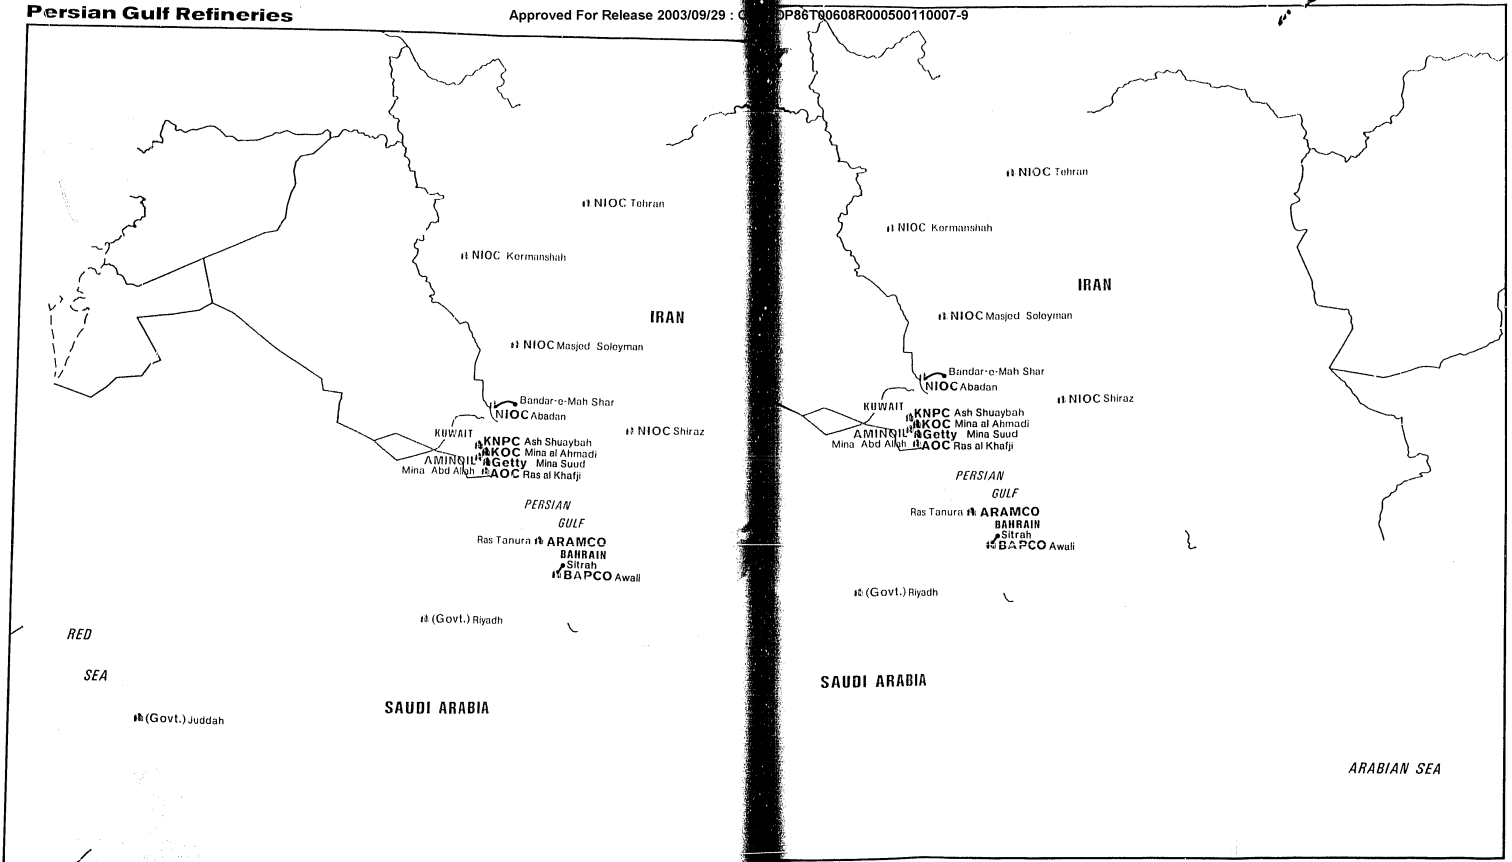 Persian Gulf Refineries
Approved For Release 2003/09/29 : DP86T00608R000500110007-9
NIOC Tehran
NIOC Kermanshah
IRAN
NIOC Masjed Soleyman
Bandar-e-Mah Shar
NIOC Abadan
KUWAIT
NIOC Shiraz
KNPC Ash Shuaybah
KOC Mina al Ahmadi
AMINOIL Getty Mina Suud
Mina Abd Allah AOC Ras al Khafji
PERSIAN
GULF
Ras Tanura ARAMCO
BAHRAIN
Sitrah
BAPCO Awali
(Govt.) Riyadh
RED
SEA
SAUDI ARABIA
(Govt.) Juddah
NIOC Tehran
NIOC Kermanshah
IRAN
NIOC Masjed Soleyman
Bandar-e-Mah Shar
NIOC Abadan
NIOC Shiraz
KUWAIT
KNPC Ash Shuaybah
KOC Mina al Ahmadi
AMINOIL Getty Mina Suud
Mina Abd Allah AOC Ras al Khafji
PERSIAN
GULF
Ras Tanura ARAMCO
BAHRAIN
Sitrah
BAPCO Awali
(Govt.) Riyadh
SAUDI ARABIA
ARABIAN SEA